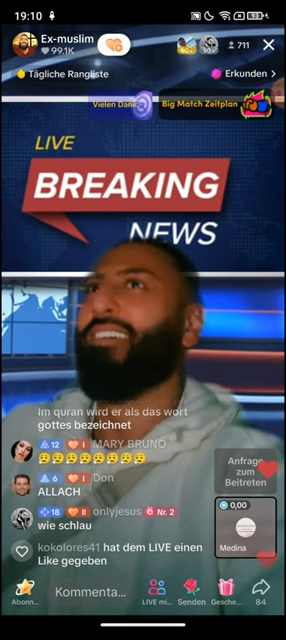 19:10
93
Ex-muslim
99.1K
711
Tägliche Rangliste
Erkunden >
Vielen Dank
Big Match Zeitplan
LIVE
BREAKING
NEWS
Im quran wird er als das wort
gottes bezeichnet
12 I MARY BRUNO
6 I Don
ALLACH
18 II onlyjesus Nr. 2
wie schlau
kokolores41 hat dem LIVE einen
Like gegeben
Anfrage
zum
Beitreten
0,00
Medina
Kommenta...
Abonn...
LIVE mi...
Senden
Gesche...
84